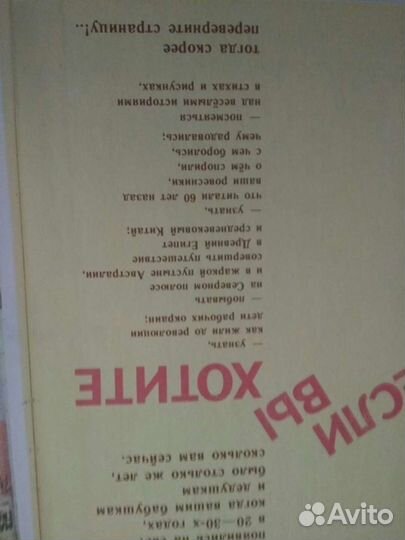 появились на свет
в 20—30-х годах,
когда вашим бабушкам
и дедушкам
было столько же лет,
сколько вам сейчас.
ЕСЛИ
ВЫ
ХОТИТЕ
— узнать,
как жили до революции
дети рабочих окраин;
— побывать
на Северном полюсе
и в жаркой пустыне Австралии,
совершить путешествие
в Древний Египет
и средневековый Китай;
— узнать,
что читали 60 лет назад
ваши ровесники,
о чём спорили,
с чем боролись,
чему радовались;
— посмеяться
над весёлыми историями
в стихах и рисунках,
тогда скорее
переверните страницу!..
Avito